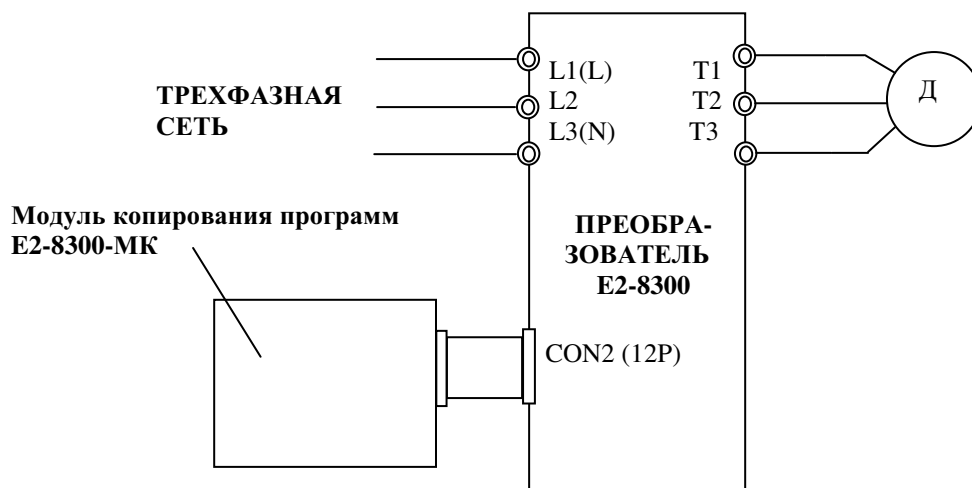 ТРЕХФАЗНАЯ
СЕТЬ
L1(L)
L2
L3(N)
T1
T2
T3
Д
Модуль копирования программ
Е2-8300-МК
ПРЕОБРА-
ЗОВАТЕЛЬ
Е2-8300
CON2 (12P)